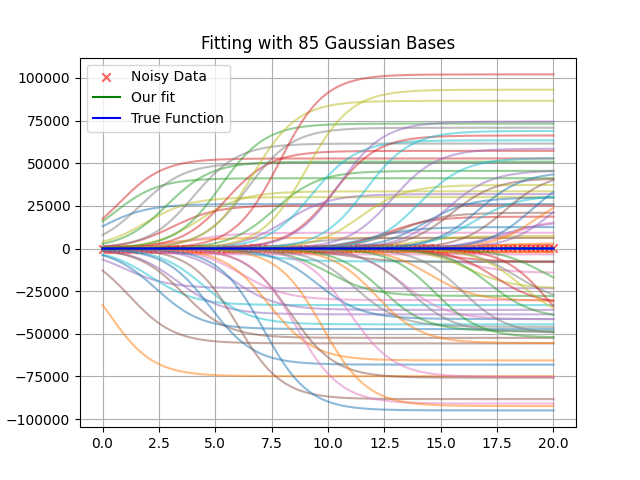 Fitting with 85 Gaussian Bases
Noisy Data
Our fit
True Function
100000
75000
50000
25000
0
−25000
−50000
−75000
−100000
0.0 2.5 5.0 7.5 10.0 12.5 15.0 17.5 20.0